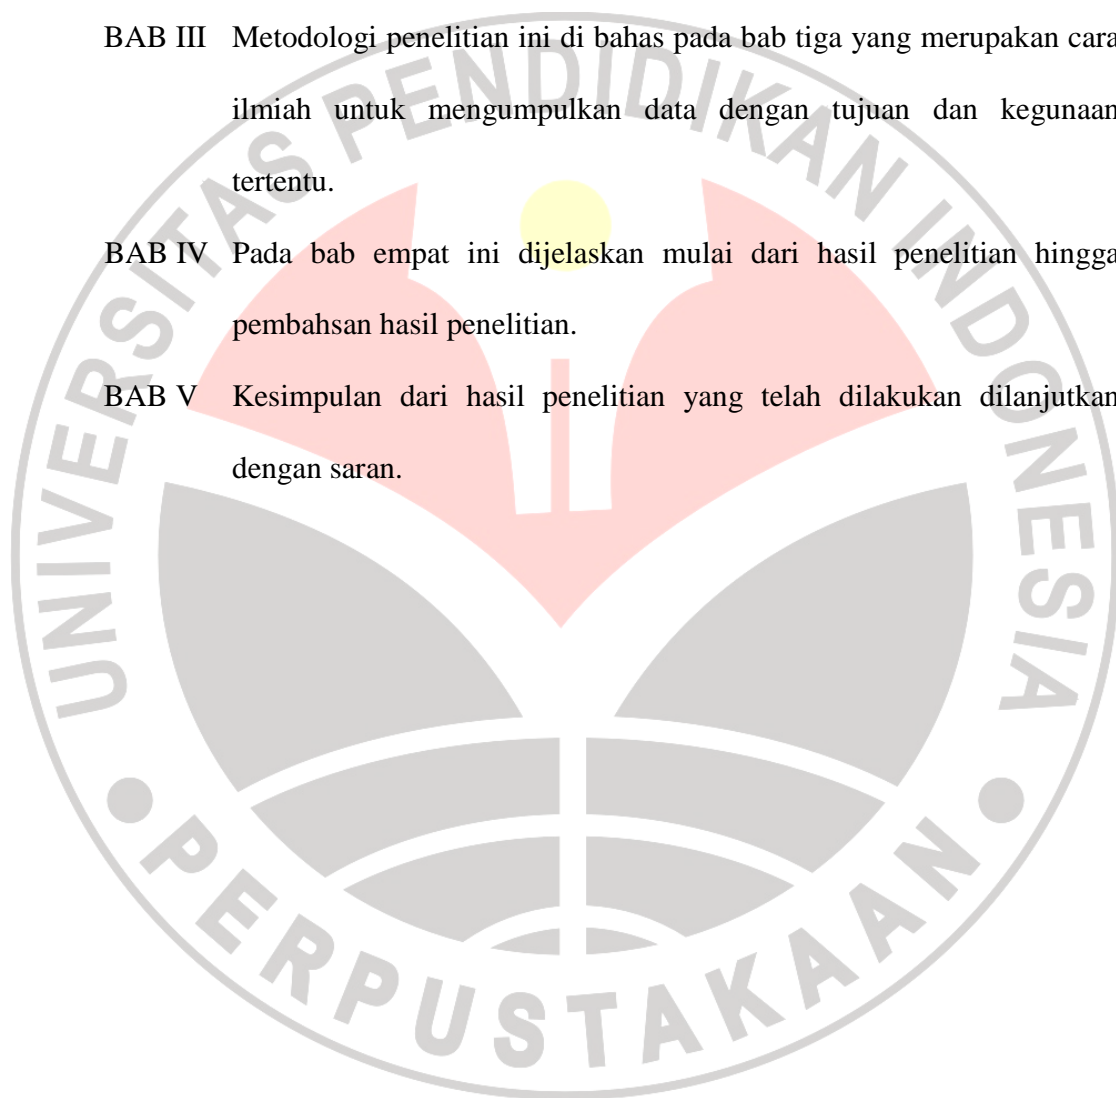 BAB III Metodologi penelitian ini di bahas pada bab tiga yang merupakan cara
ilmiah untuk mengumpulkan data dengan tujuan dan kegunaan
tertentu.
BAB IV Pada bab empat ini dijelaskan mulai dari hasil penelitian hingga
pembahsan hasil penelitian.
BAB V Kesimpulan dari hasil penelitian yang telah dilakukan dilanjutkan
dengan saran.
UNIVERSITAS PENDIDIKAN INDONESIA
PERPUSTAKAAN